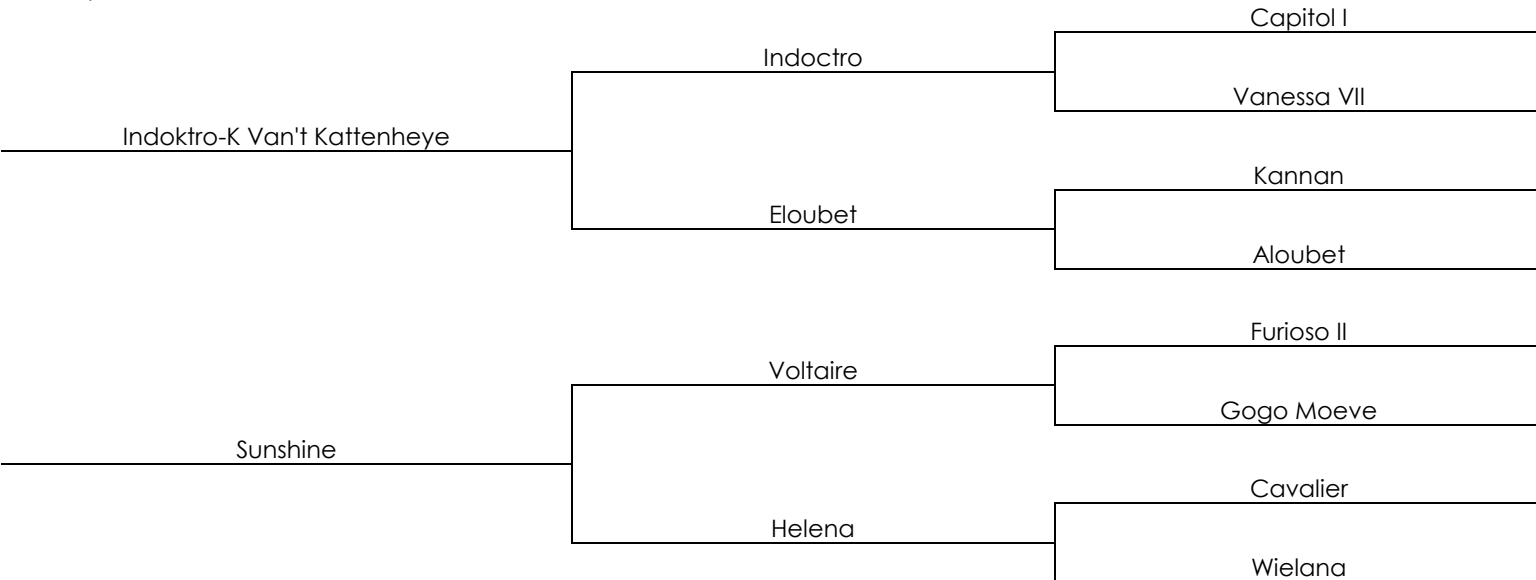 Capitol I
Indoctro
Vanessa VII
Indoktro-K Van't Kattenheye
Kannan
Eloubet
Aloubet
Furioso II
Voltaire
Gogo Moeve
Sunshine
Cavalier
Helena
Wielana